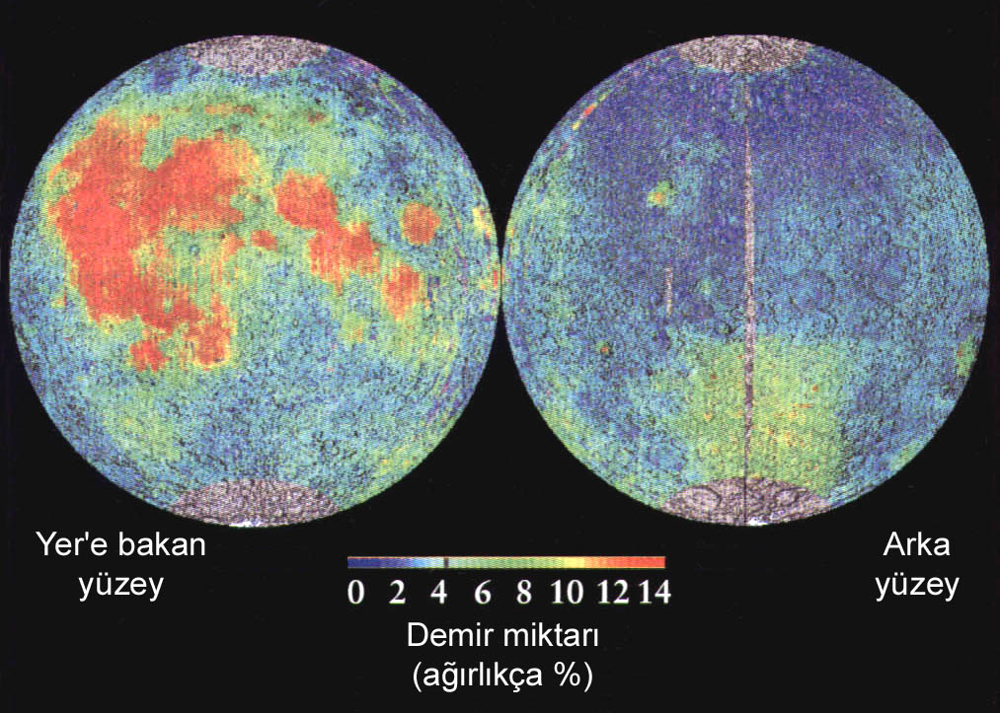 Yer'e bakan
yüzey
Arka
yüzey
0 2 4 6 8 10 12 14
Demir miktarı
(ağırlıkça %)